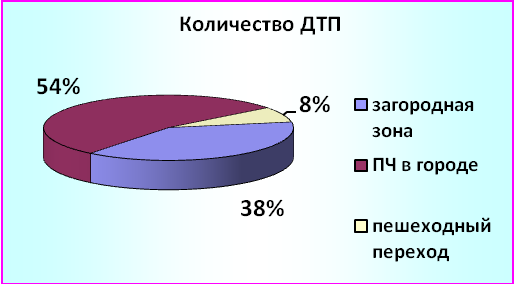 Количество ДТП
54%
8%
38%
загородная
зона
ПЧ в городе
пешеходный
переход